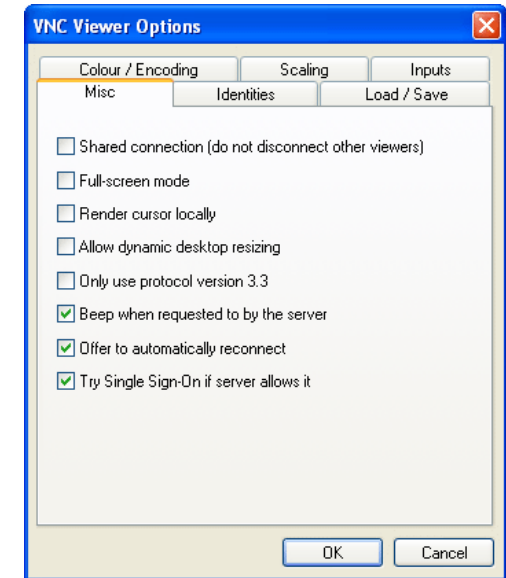 VNC Viewer Options
Colour / Encoding Scaling Inputs
Misc Identities Load / Save
Shared connection (do not disconnect other viewers)
Full-screen mode
Render cursor locally
Allow dynamic desktop resizing
Only use protocol version 3.3
Beep when requested to by the server
Offer to automatically reconnect
Try Single Sign-On if server allows it
OK Cancel